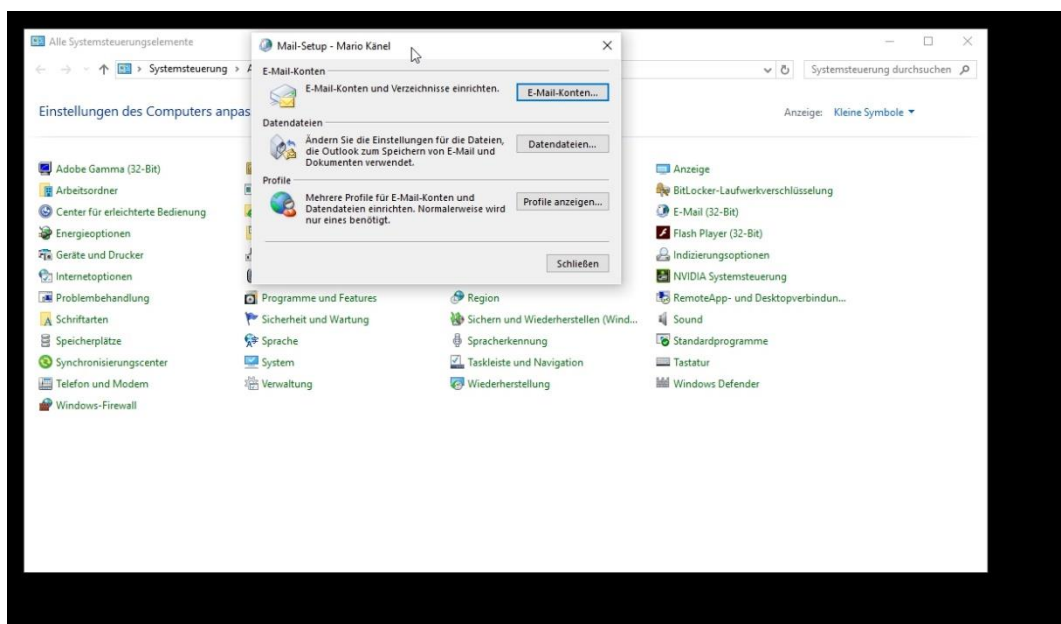 Alle Systemsteuerungselemente
Systemsteuerung
Systemsteuerung durchsuchen
Einstellungen des Computers anpas
Anzeige: Kleine Symbole
Mail-Setup - Mario Känel
E-Mail-Konten
E-Mail-Konten und Verzeichnisse einrichten.
E-Mail-Konten...
Datendateien
Ändern Sie die Einstellungen für die Dateien,
die Outlook zum Speichern von E-Mail und
Dokumenten verwendet.
Datendateien...
Profile
Mehrere Profile für E-Mail-Konten und
Datendateien einrichten. Normalerweise wird
nur eines benötigt.
Profile anzeigen...
Schließen
Adobe Gamma (32-Bit)
Anzeige
Arbeitsordner
BitLocker-Laufwerkverschlüsselung
Center für erleichterte Bedienung
E-Mail (32-Bit)
Energieoptionen
Flash Player (32-Bit)
Geräte und Drucker
Indizierungsoptionen
Internetoptionen
NVIDIA Systemsteuerung
Problembehandlung
Programme und Features
Region
RemoteApp- und Desktopverbindun...
Schriftarten
Sicherheit und Wartung
Sichern und Wiederherstellen (Wind...
Sound
Speicherplätze
Sprache
Spracherkennung
Standardprogramme
Synchronisierungscenter
System
Taskleiste und Navigation
Tastatur
Telefon und Modem
Verwaltung
Wiederherstellung
Windows Defender
Windows-Firewall